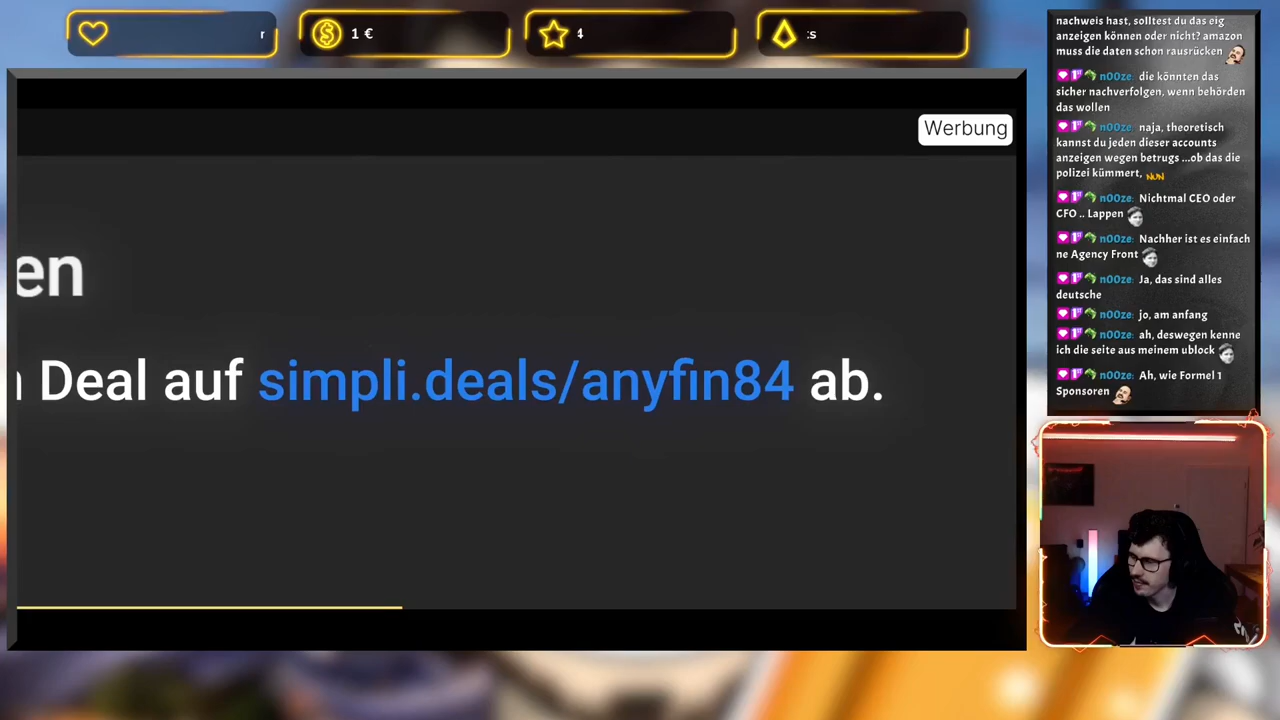 r
1 €
4
:s
Werbung
en
Deal auf simpli.deals/anyfin84 ab.
nachweis hast, solltest du das eig
anzeigen können oder nicht? amazon
muss die daten schon rausrücken
n00ze: die könnten das
sicher nachverfolgen, wenn behörden
das wollen
n00ze: naja, theoretisch
kannst du jeden dieser accounts
anzeigen wegen betrugs ...ob das die
polizei kümmert, NUN
n00ze: Nichtmal CEO oder
CFO .. Lappen
n00ze: Nachher ist es einfach
ne Agency Front
n00ze: Ja, das sind alles
deutsche
n00ze: jo, am anfang
n00ze: ah, deswegen kenne
ich die seite aus meinem ublock
n00ze: Ah, wie Formel 1
Sponsoren